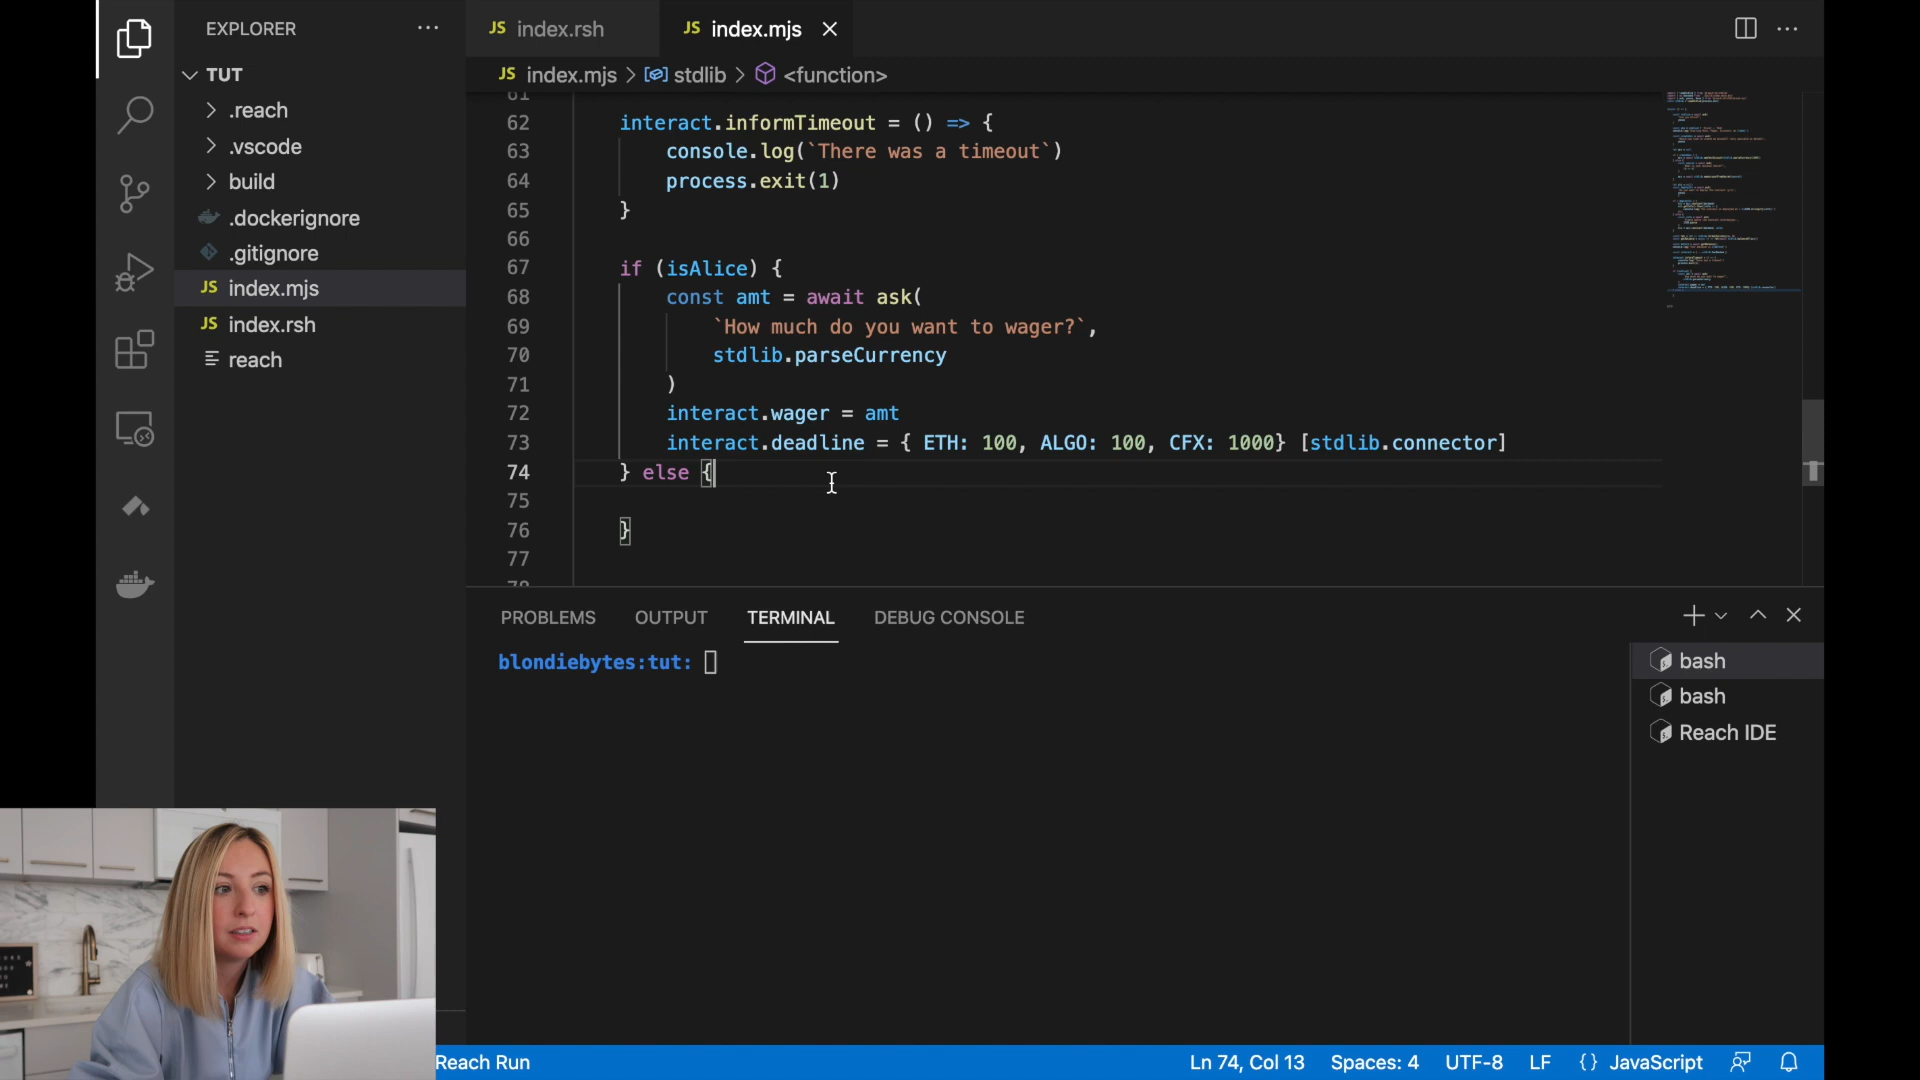 EXPLORER
TUT
.reach
.vscode
build
.dockerignore
.gitignore
JS index.mjs
JS index.rsh
reach
JS index.rsh
JS index.mjs
JS index.mjs > stdlib > <function>
61
62 interact.informTimeout = () => {
63 console.log(`There was a timeout`)
64 process.exit(1)
65 }
66
67 if (isAlice) {
68 const amt = await ask(
69 `How much do you want to wager?`,
70 stdlib.parseCurrency
71 )
72 interact.wager = amt
73 interact.deadline = { ETH: 100, ALGO: 100, CFX: 1000} [stdlib.connector]
74 } else {
75
76 }
77
78
PROBLEMS OUTPUT TERMINAL DEBUG CONSOLE
blondiebytes:tut:
bash
bash
Reach IDE
Reach Run
Ln 74, Col 13 Spaces: 4 UTF-8 LF {} JavaScript